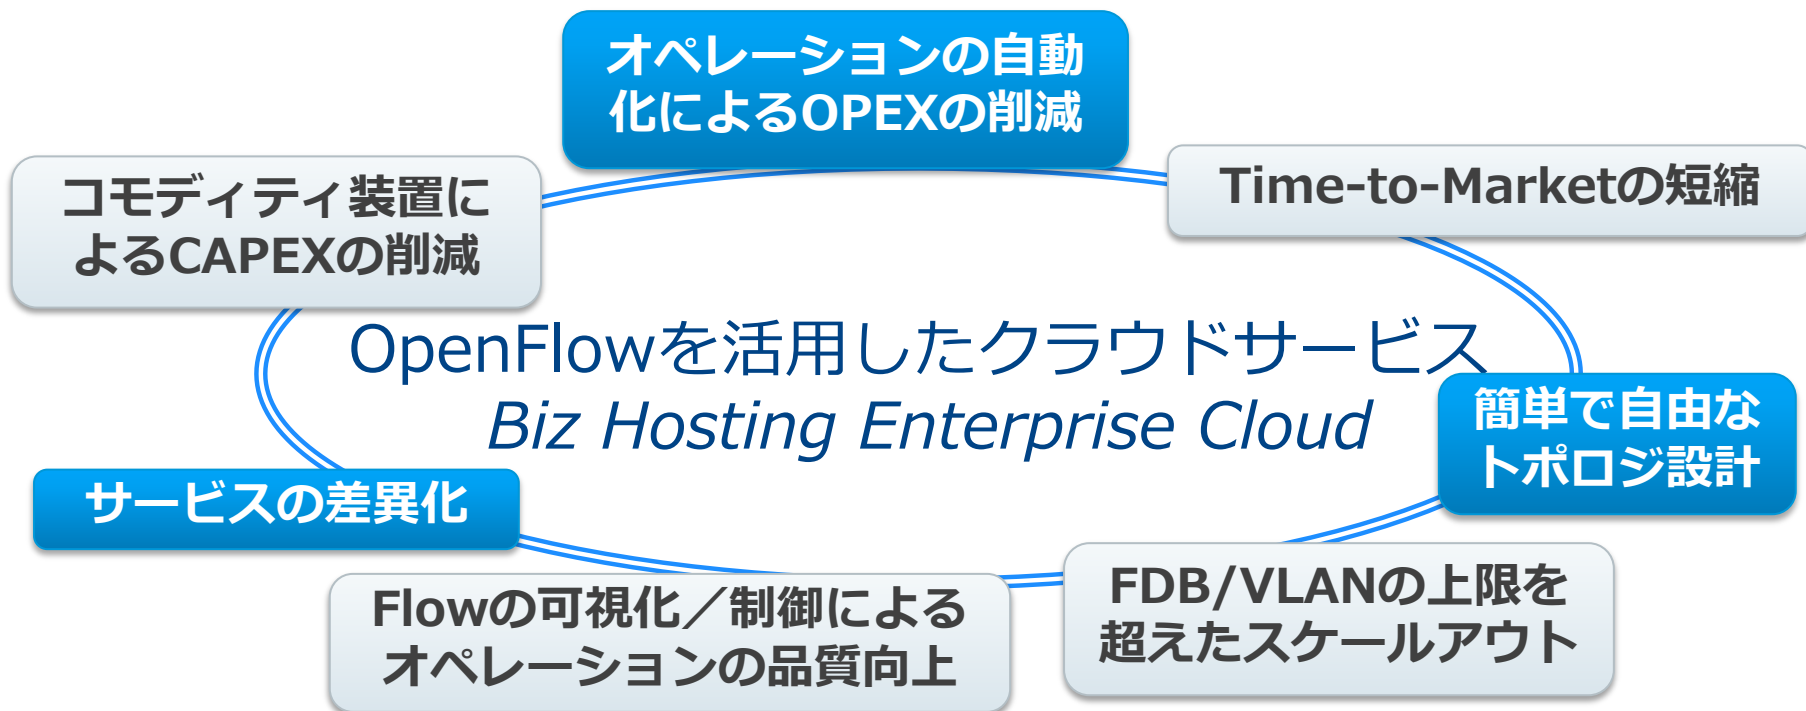 オペレーションの自動
化によるOPEXの削減
コモディティ装置に
よるCAPEXの削減
Time-to-Marketの短縮
OpenFlowを活用したクラウドサービス
Biz Hosting Enterprise Cloud
簡単で自由な
トポロジ設計
サービスの差異化
FDB/VLANの上限を
超えたスケールアウト
Flowの可視化／制御による
オペレーションの品質向上